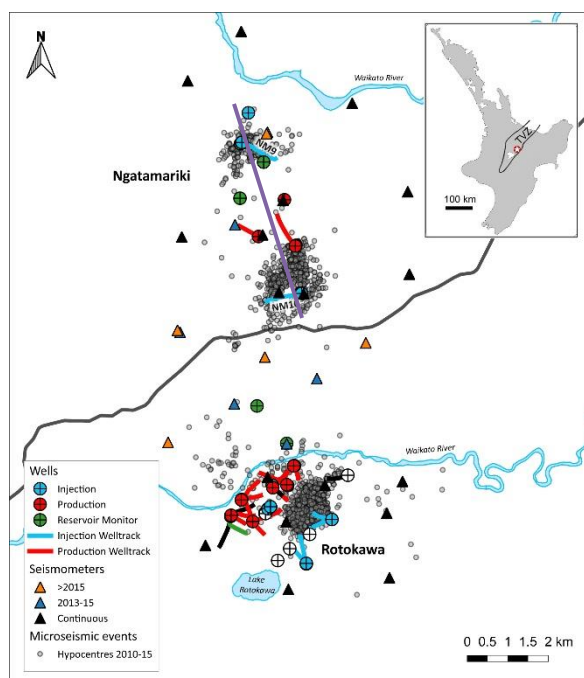 N
Waikato River
TVZ
100 km
NM9
Ngatamariki
NM10
Waikato River
Rotokawa
Lake
Rotokawa
Wells
Injection
Production
Reservoir Monitor
Injection Welltrack
Production Welltrack
Seismometers
>2015
2013-15
Continuous
Microseismic events
Hypocentres 2010-15
0 0.5 1 1.5 2 km